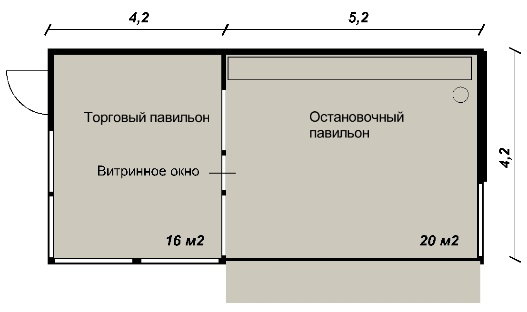 4,2
5,2
Торговый павильон
Остановочный
павильон
Витринное окно
4,2
16 м2
20 м2